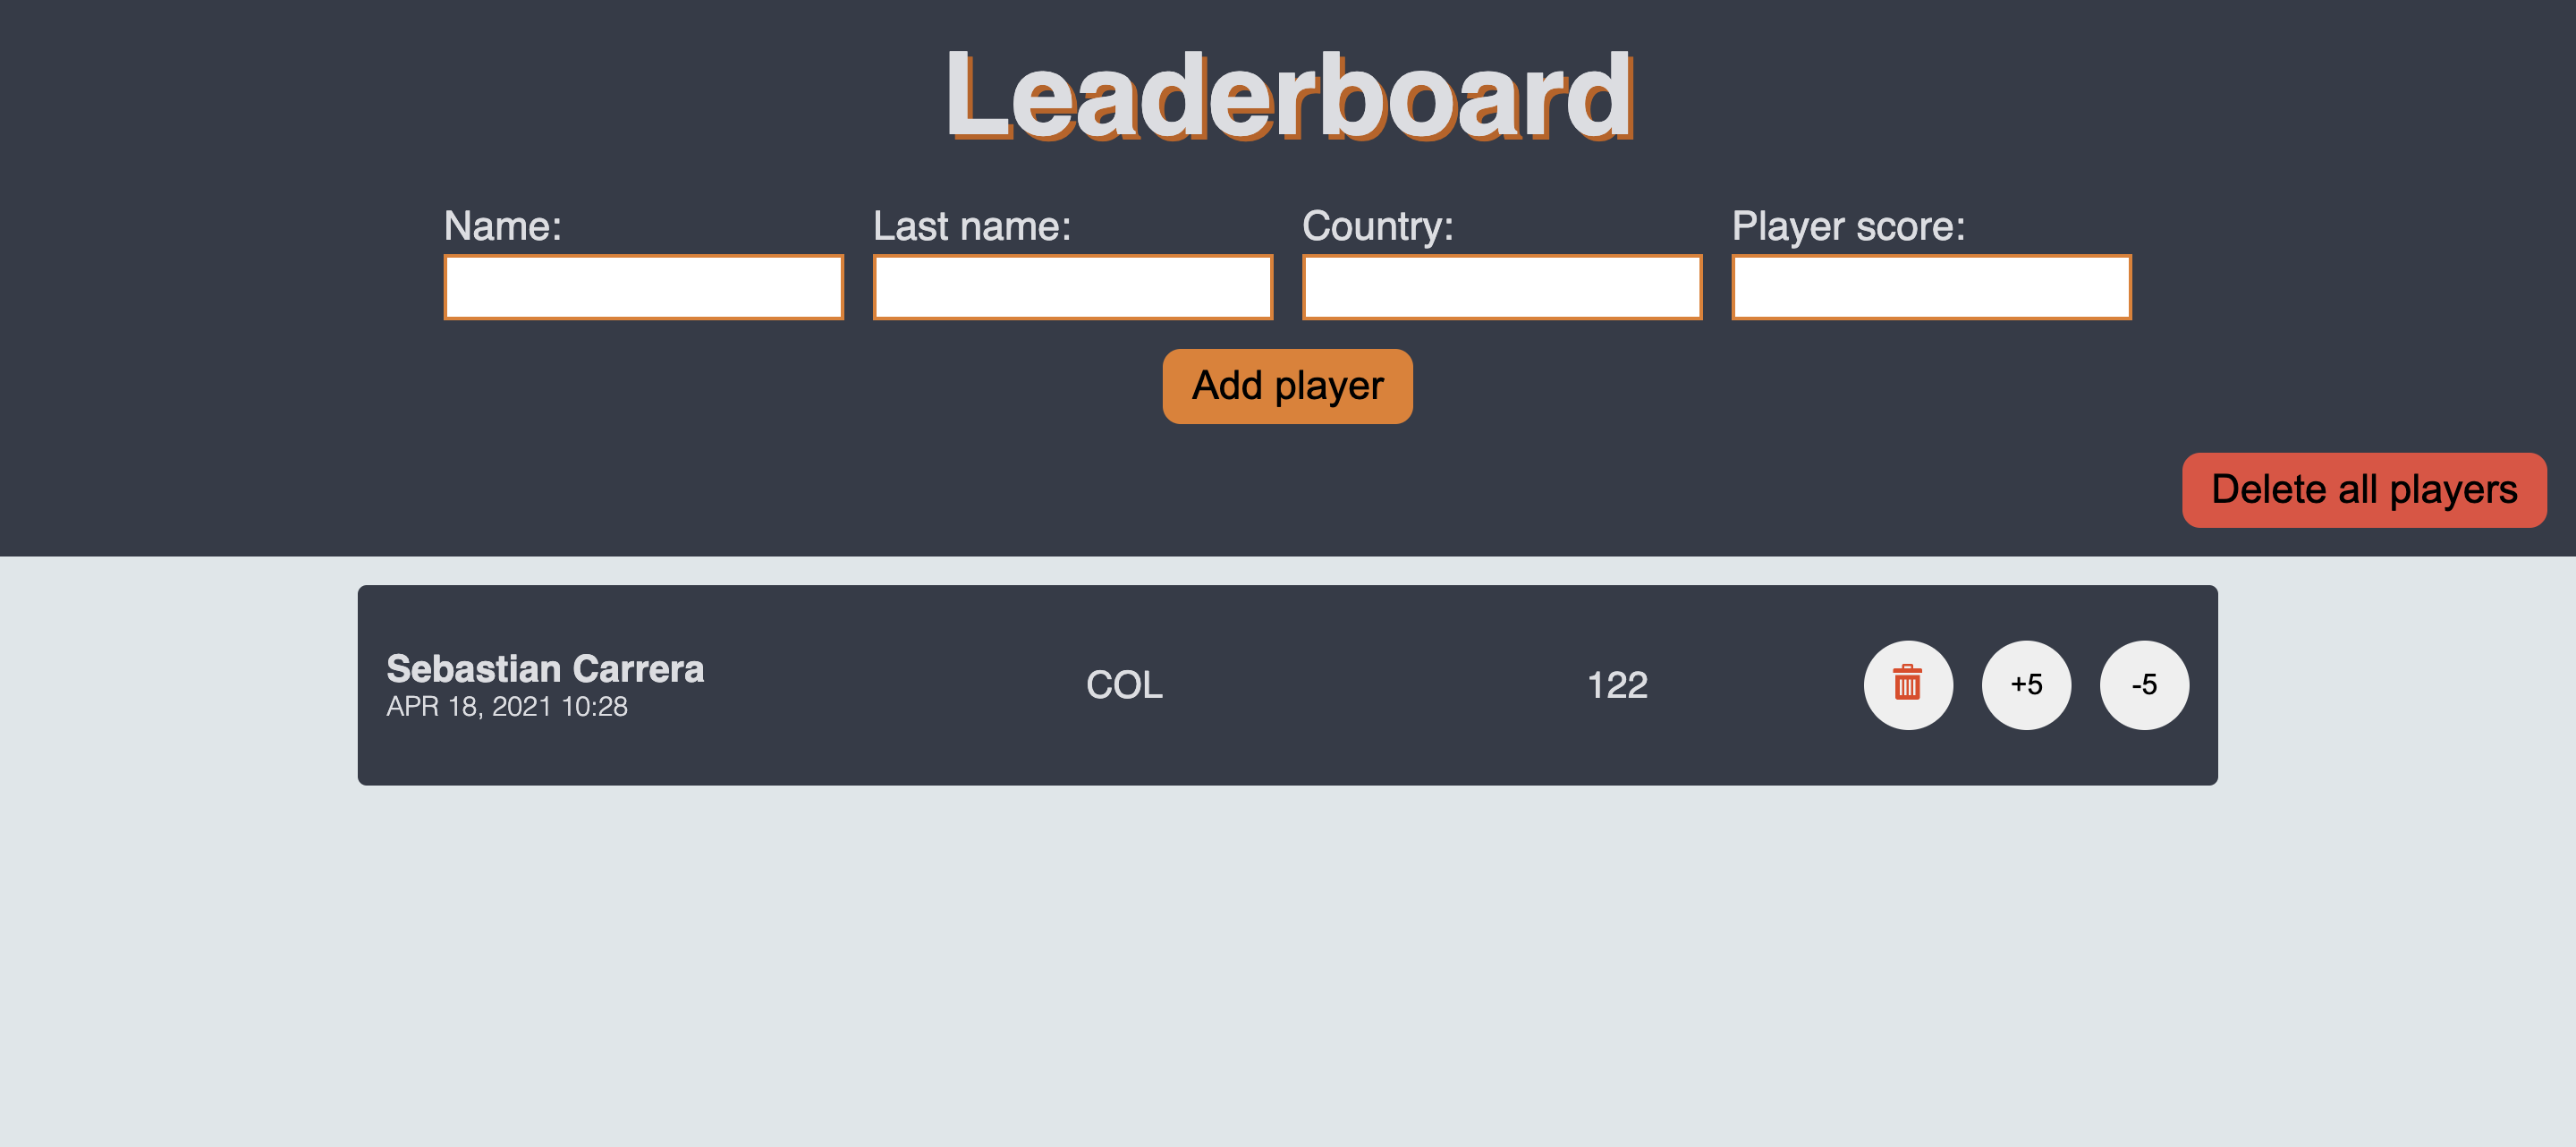 Leaderboard
Name: Last name: Country: Player score:
Add player
Delete all players
Sebastian Carrera
APR 18, 2021 10:28
COL
122
+5
-5